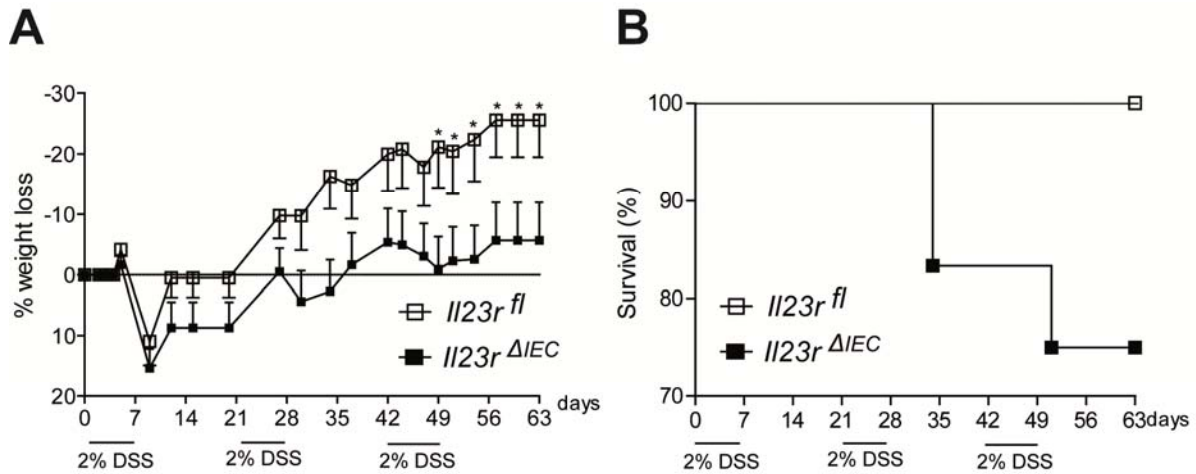 A
% weight loss
-30
-20
-10
0
10
20
* * * * * *
Il23r fl
Il23r ΔIEC
0 7 14 21 28 35 42 49 56 63 days
2% DSS 2% DSS 2% DSS
B
Survival (%)
100
90
80
70
Il23r fl
Il23r ΔIEC
0 7 14 21 28 35 42 49 56 63 days
2% DSS 2% DSS 2% DSS